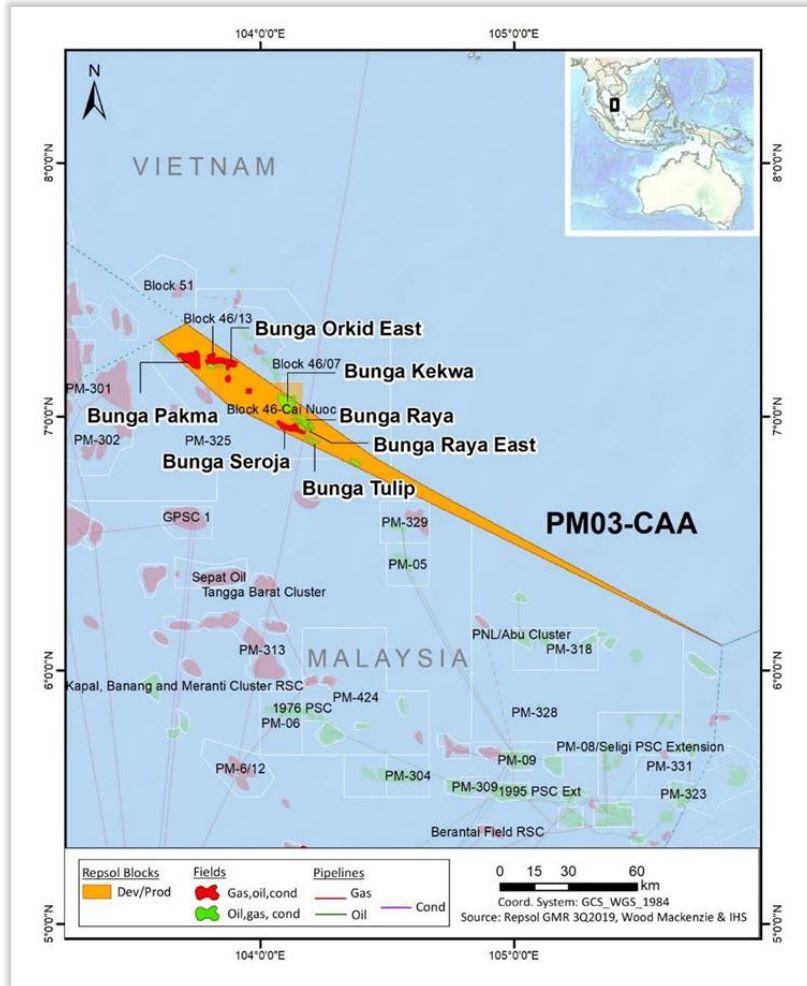 104°0'0"E
105°0'0"E
N
VIETNAM
8°0'0"N
8°0'0"N
Block 51
Block 46/13
Bunga Orkid East
Block 46/07
Bunga Kekwa
PM-301
Bunga Pakma
Block 46-Cai Nuoc
Bunga Raya
7°0'0"N
7°0'0"N
PM-302
PM-325
Bunga Raya East
Bunga Seroja
Bunga Tulip
GPSC 1
PM-329
PM03-CAA
PM-05
Sepat Oil
Tangga Barat Cluster
PNL/Abu Cluster
PM-313
MALAYSIA
PM-318
6°0'0"N
6°0'0"N
Kapal, Banang and Meranti Cluster RSC
PM-424
1976 PSC
PM-06
PM-328
PM-08/Seligi PSC Extension
PM-6/12
PM-304
PM-09
PM-331
PM-309
1995 PSC Ext
PM-323
Berantai Field RSC
Repsol Blocks
Dev/Prod
Fields
Gas,oil,cond
Oil,gas, cond
Pipelines
Gas
Oil
Cond
0 15 30 60
km
Coord. System: GCS_WGS_1984
Source: Repsol GMR 3Q2019, Wood Mackenzie & IHS
5°0'0"N
5°0'0"N
104°0'0"E
105°0'0"E